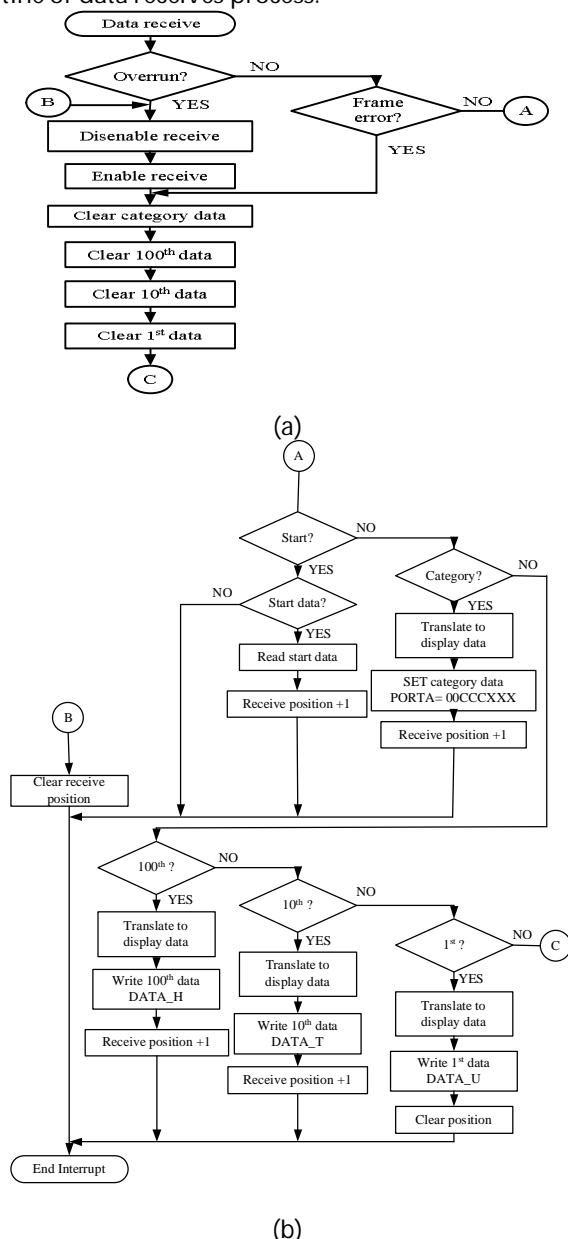 Data receive
Overrun?
NO
B
YES
Frame
error?
NO
A
Disenable receive
YES
Enable receive
Clear category data
Clear 100th data
Clear 10th data
Clear 1st data
C
(a)
A
Start?
NO
YES
NO
Start data?
Category?
NO
YES
YES
Read start data
Translate to
display data
Receive position +1
SET category data
PORTA= 00CCCXXX
B
Receive position +1
Clear receive
position
100th ?
NO
YES
10th ?
NO
YES
1st ?
NO
C
YES
Translate to
display data
Write 100th data
DATA_H
Receive position +1
Translate to
display data
Write 10th data
DATA_T
Receive position +1
Translate to
display data
Write 1st data
DATA_U
Clear position
End Interrupt
(b)